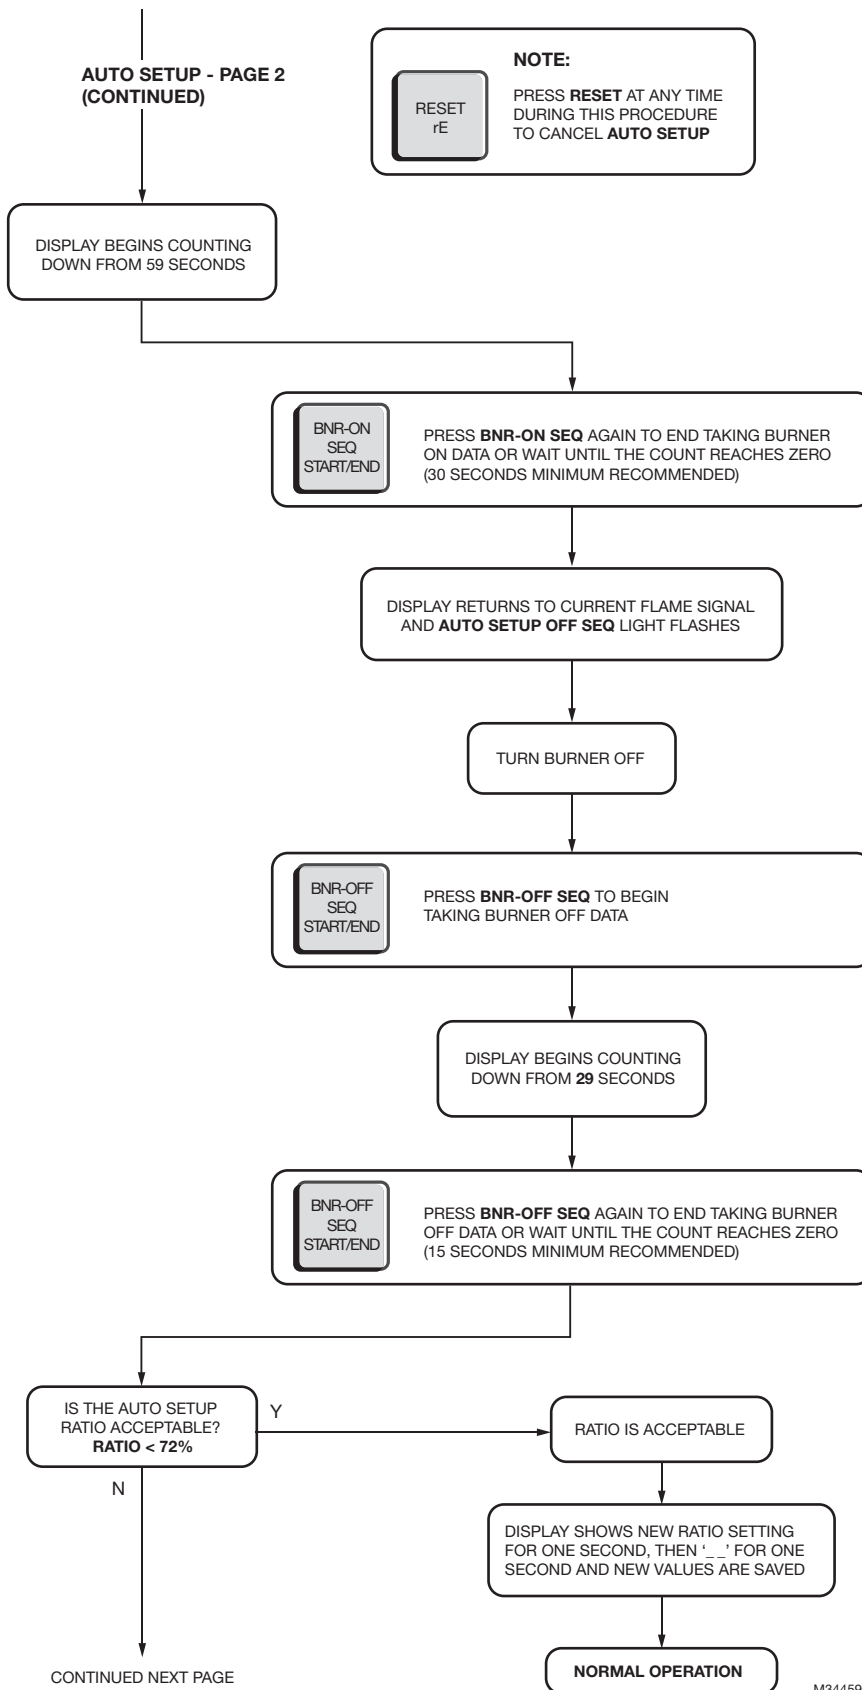 AUTO SETUP - PAGE 2
(CONTINUED)
RESET
rE
NOTE:
PRESS RESET AT ANY TIME
DURING THIS PROCEDURE
TO CANCEL AUTO SETUP
DISPLAY BEGINS COUNTING
DOWN FROM 59 SECONDS
BNR-ON
SEQ
START/END
PRESS BNR-ON SEQ AGAIN TO END TAKING BURNER
ON DATA OR WAIT UNTIL THE COUNT REACHES ZERO
(30 SECONDS MINIMUM RECOMMENDED)
DISPLAY RETURNS TO CURRENT FLAME SIGNAL
AND AUTO SETUP OFF SEQ LIGHT FLASHES
TURN BURNER OFF
BNR-OFF
SEQ
START/END
PRESS BNR-OFF SEQ TO BEGIN
TAKING BURNER OFF DATA
DISPLAY BEGINS COUNTING
DOWN FROM 29 SECONDS
BNR-OFF
SEQ
START/END
PRESS BNR-OFF SEQ AGAIN TO END TAKING BURNER
OFF DATA OR WAIT UNTIL THE COUNT REACHES ZERO
(15 SECONDS MINIMUM RECOMMENDED)
IS THE AUTO SETUP
RATIO ACCEPTABLE?
RATIO < 72%
Y
RATIO IS ACCEPTABLE
N
DISPLAY SHOWS NEW RATIO SETTING
FOR ONE SECOND, THEN ‘_ _’ FOR ONE
SECOND AND NEW VALUES ARE SAVED
CONTINUED NEXT PAGE
NORMAL OPERATION
M34459